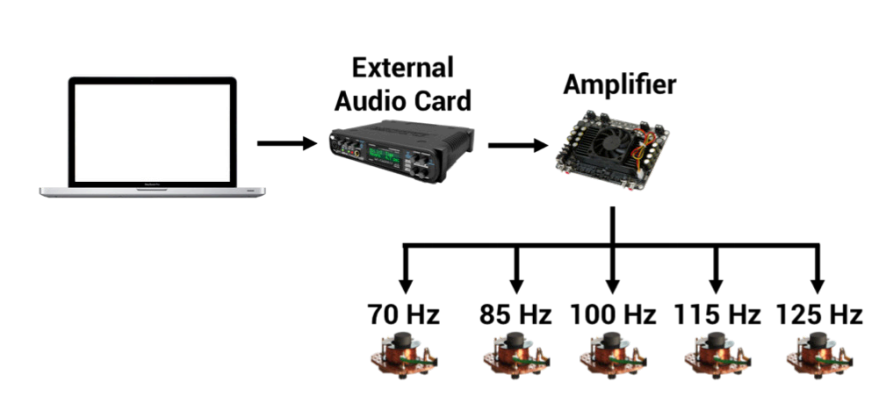 External
Audio Card
Amplifier
70 Hz
85 Hz
100 Hz
115 Hz
125 Hz